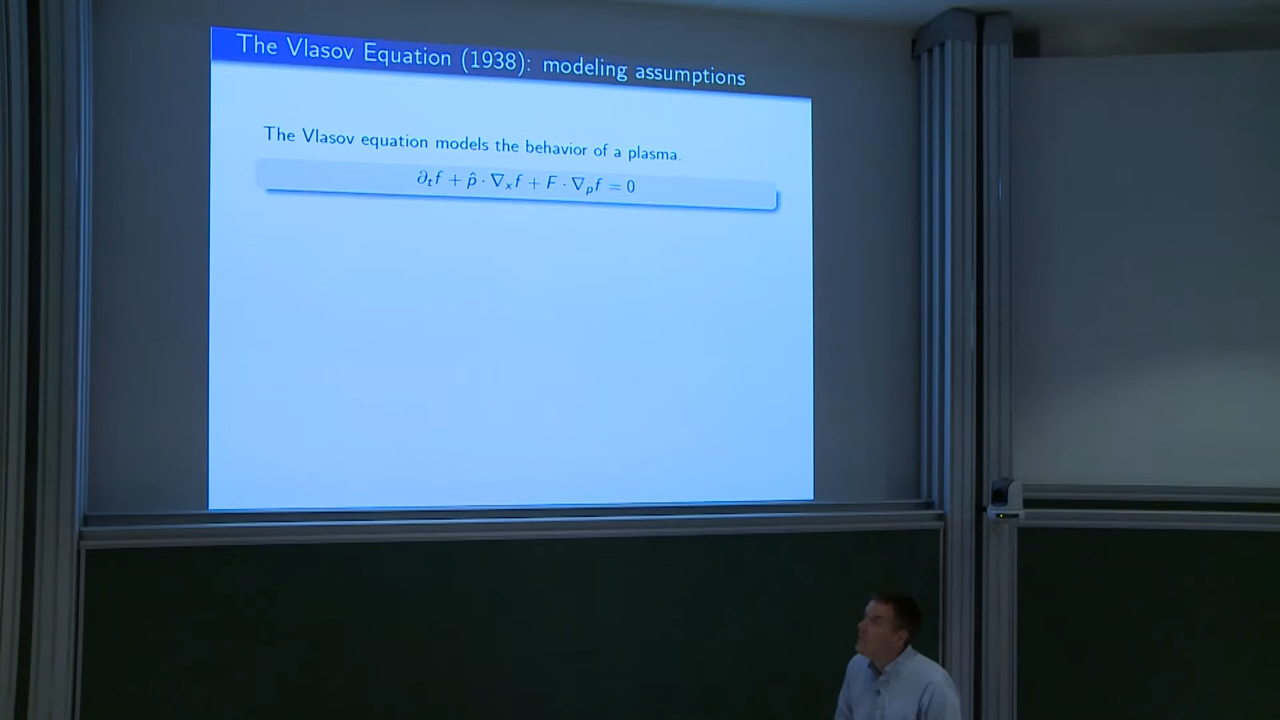 The Vlasov Equation (1938): modeling assumptions
The Vlasov equation models the behavior of a plasma.
∂ₜf + p̂ · ∇ₓf + F · ∇ₚf = 0